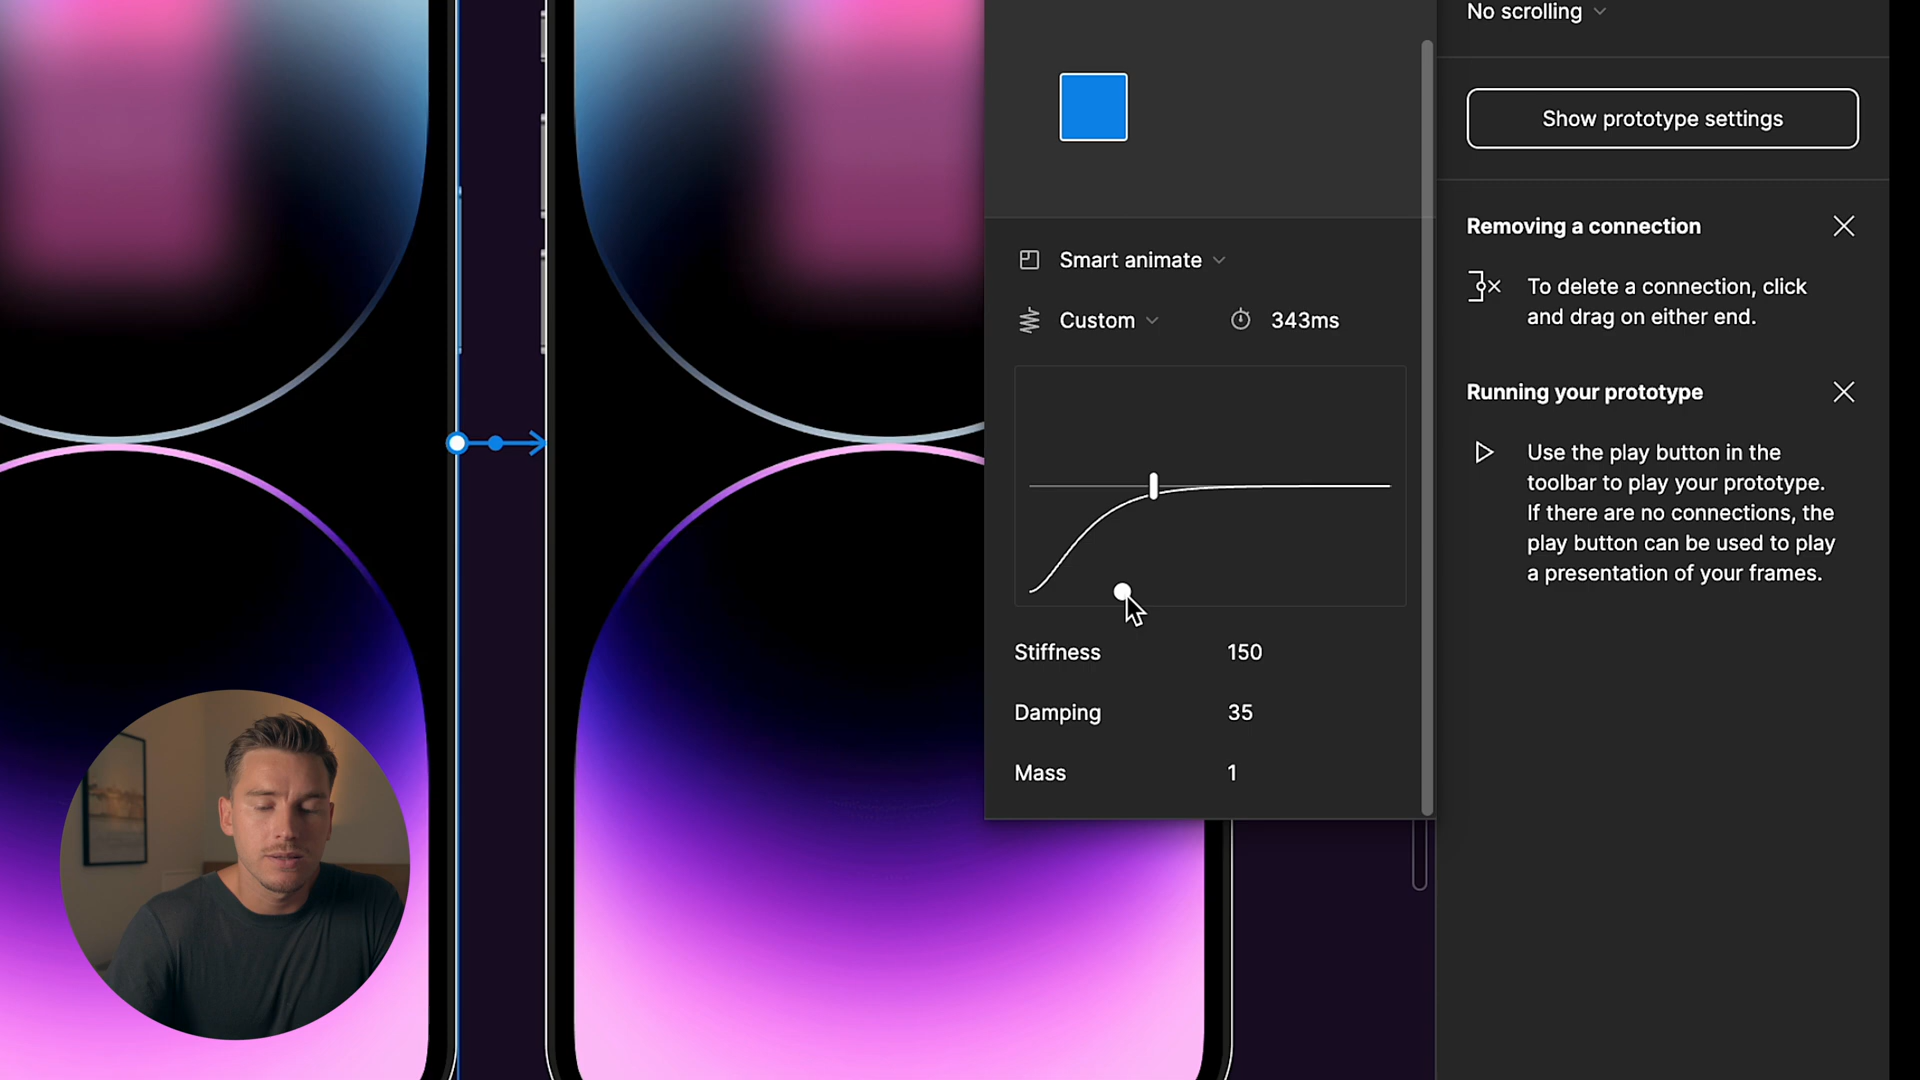 No scrolling
Show prototype settings
Removing a connection
To delete a connection, click
and drag on either end.
Running your prototype
Use the play button in the
toolbar to play your prototype.
If there are no connections, the
play button can be used to play
a presentation of your frames.
Smart animate
Custom 343ms
Stiffness 150
Damping 35
Mass 1